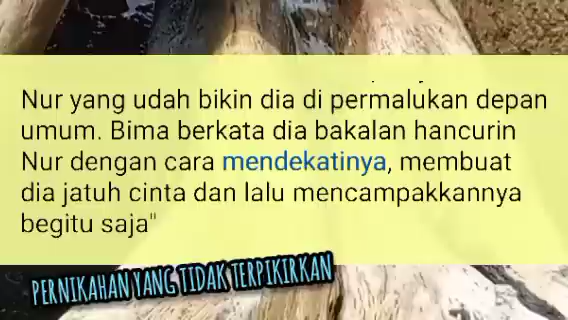 Nur yang udah bikin dia di permalukan depan
umum. Bima berkata dia bakalan hancurin
Nur dengan cara mendekatinya, membuat
dia jatuh cinta dan lalu mencampakkannya
begitu saja"
PERNIKAHAN YANG TIDAK TERPIKIRKAN